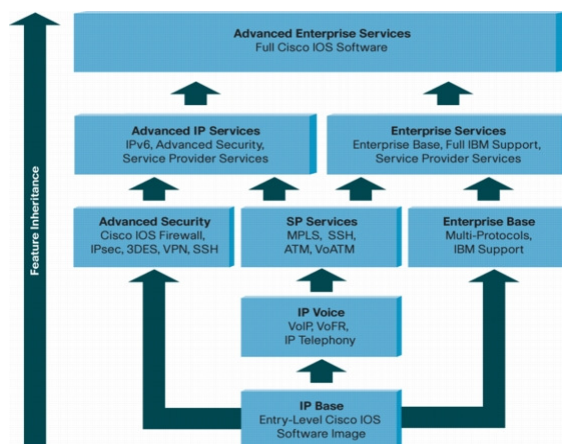 Advanced Enterprise Services
Full Cisco IOS Software
Advanced IP Services
IPv6, Advanced Security,
Service Provider Services
Enterprise Services
Enterprise Base, Full IBM Support,
Service Provider Services
Advanced Security
Cisco IOS Firewall,
IPsec, 3DES, VPN, SSH
SP Services
MPLS, SSH,
ATM, VoATM
Enterprise Base
Multi-Protocols,
IBM Support
IP Voice
VoIP, VoFR,
IP Telephony
IP Base
Entry-Level Cisco IOS
Software Image
Feature Inheritance